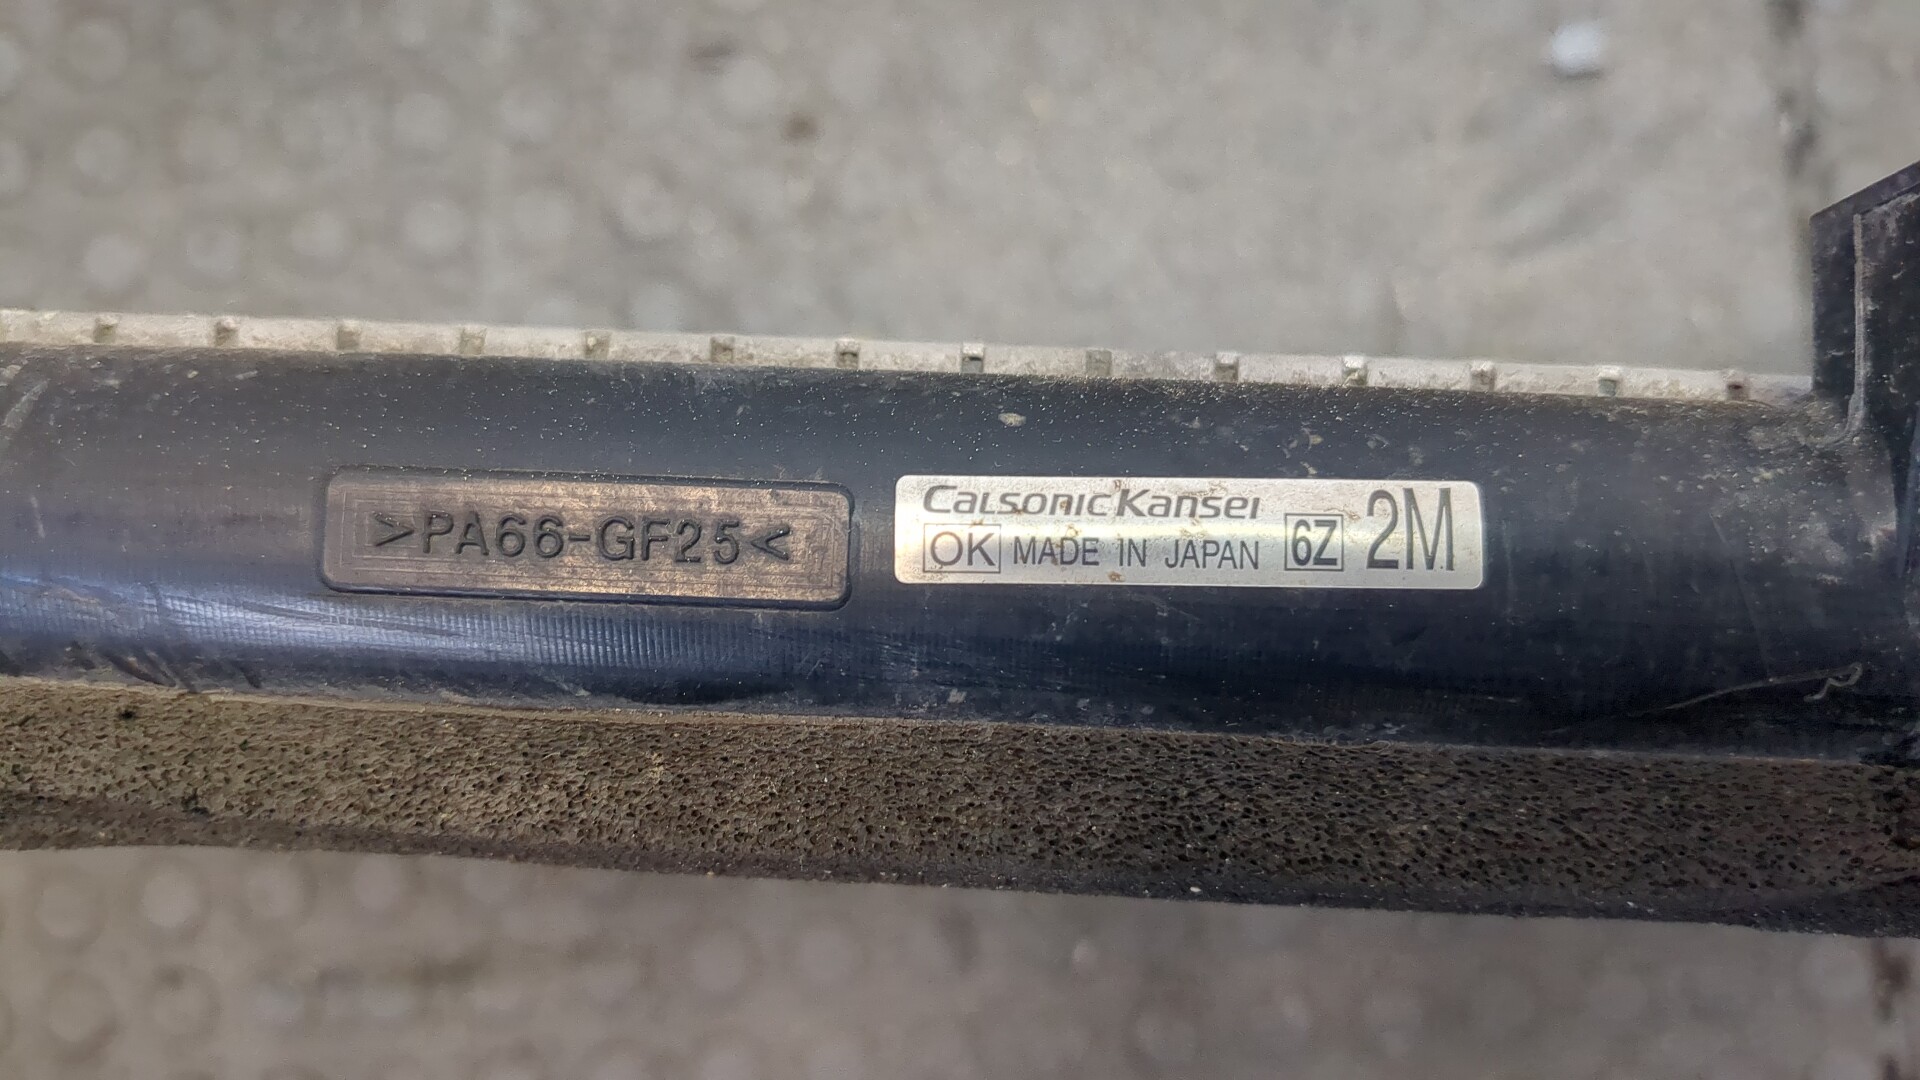 >PA66-GF25<
CalsonicKansei
OK MADE IN JAPAN 6Z 2M